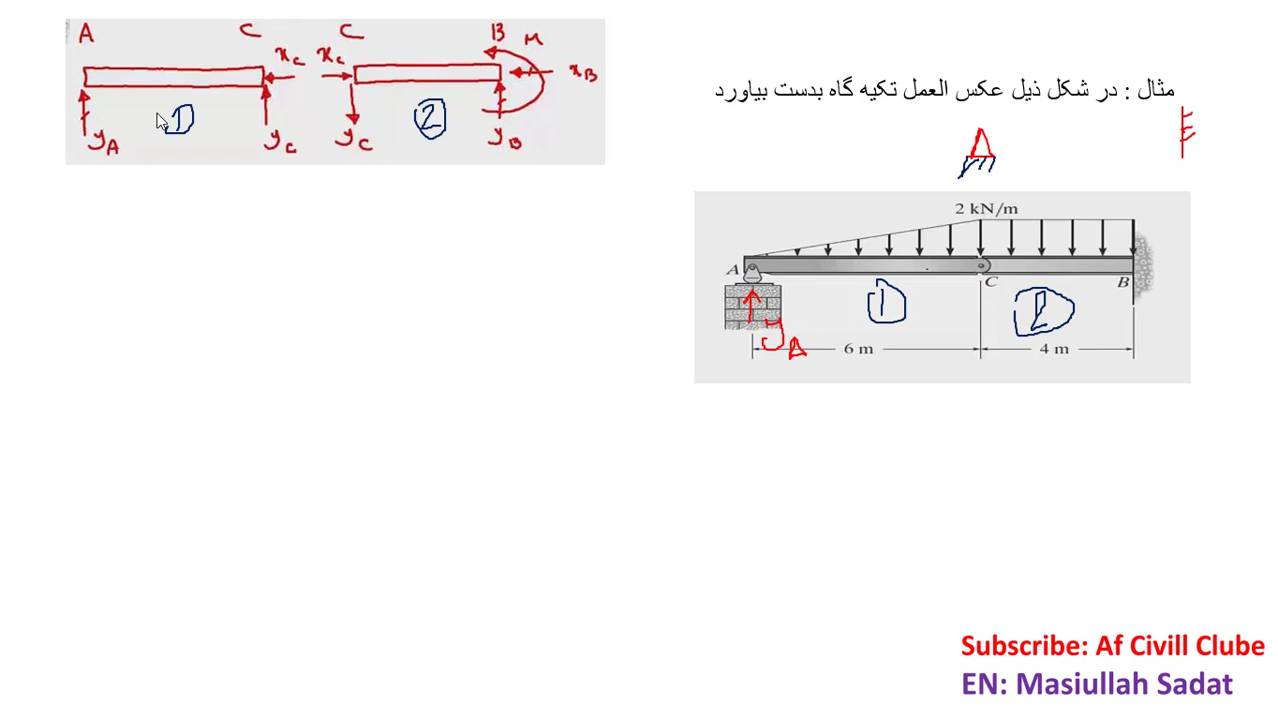 A C C B M
xC xC xB
1 2
yA yC yC yB
مثال : در شکل ذیل عکس العمل تکیه گاه بدست بیاورد
2 kN/m
A C B
1 2
yA
6 m 4 m
Subscribe: Af Civill Clube
EN: Masiullah Sadat